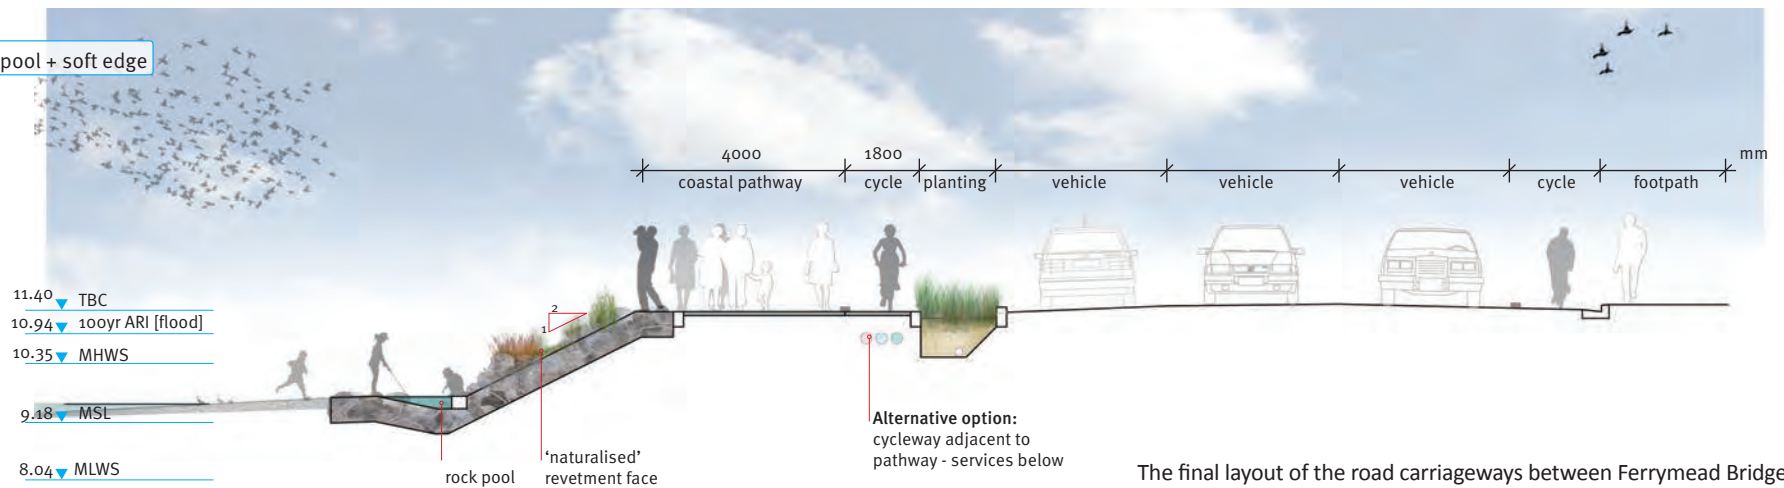 pool + soft edge
4000 1800 mm
coastal pathway cycle planting vehicle vehicle vehicle cycle footpath
11.40 TBC
10.94 100yr ARI [flood]
10.35 MHWS
9.18 MSL
8.04 MLWS
2
1
rock pool
‘naturalised’
revetment face
Alternative option:
cycleway adjacent to
pathway - services below
The final layout of the road carriageways between Ferrymead Bridge